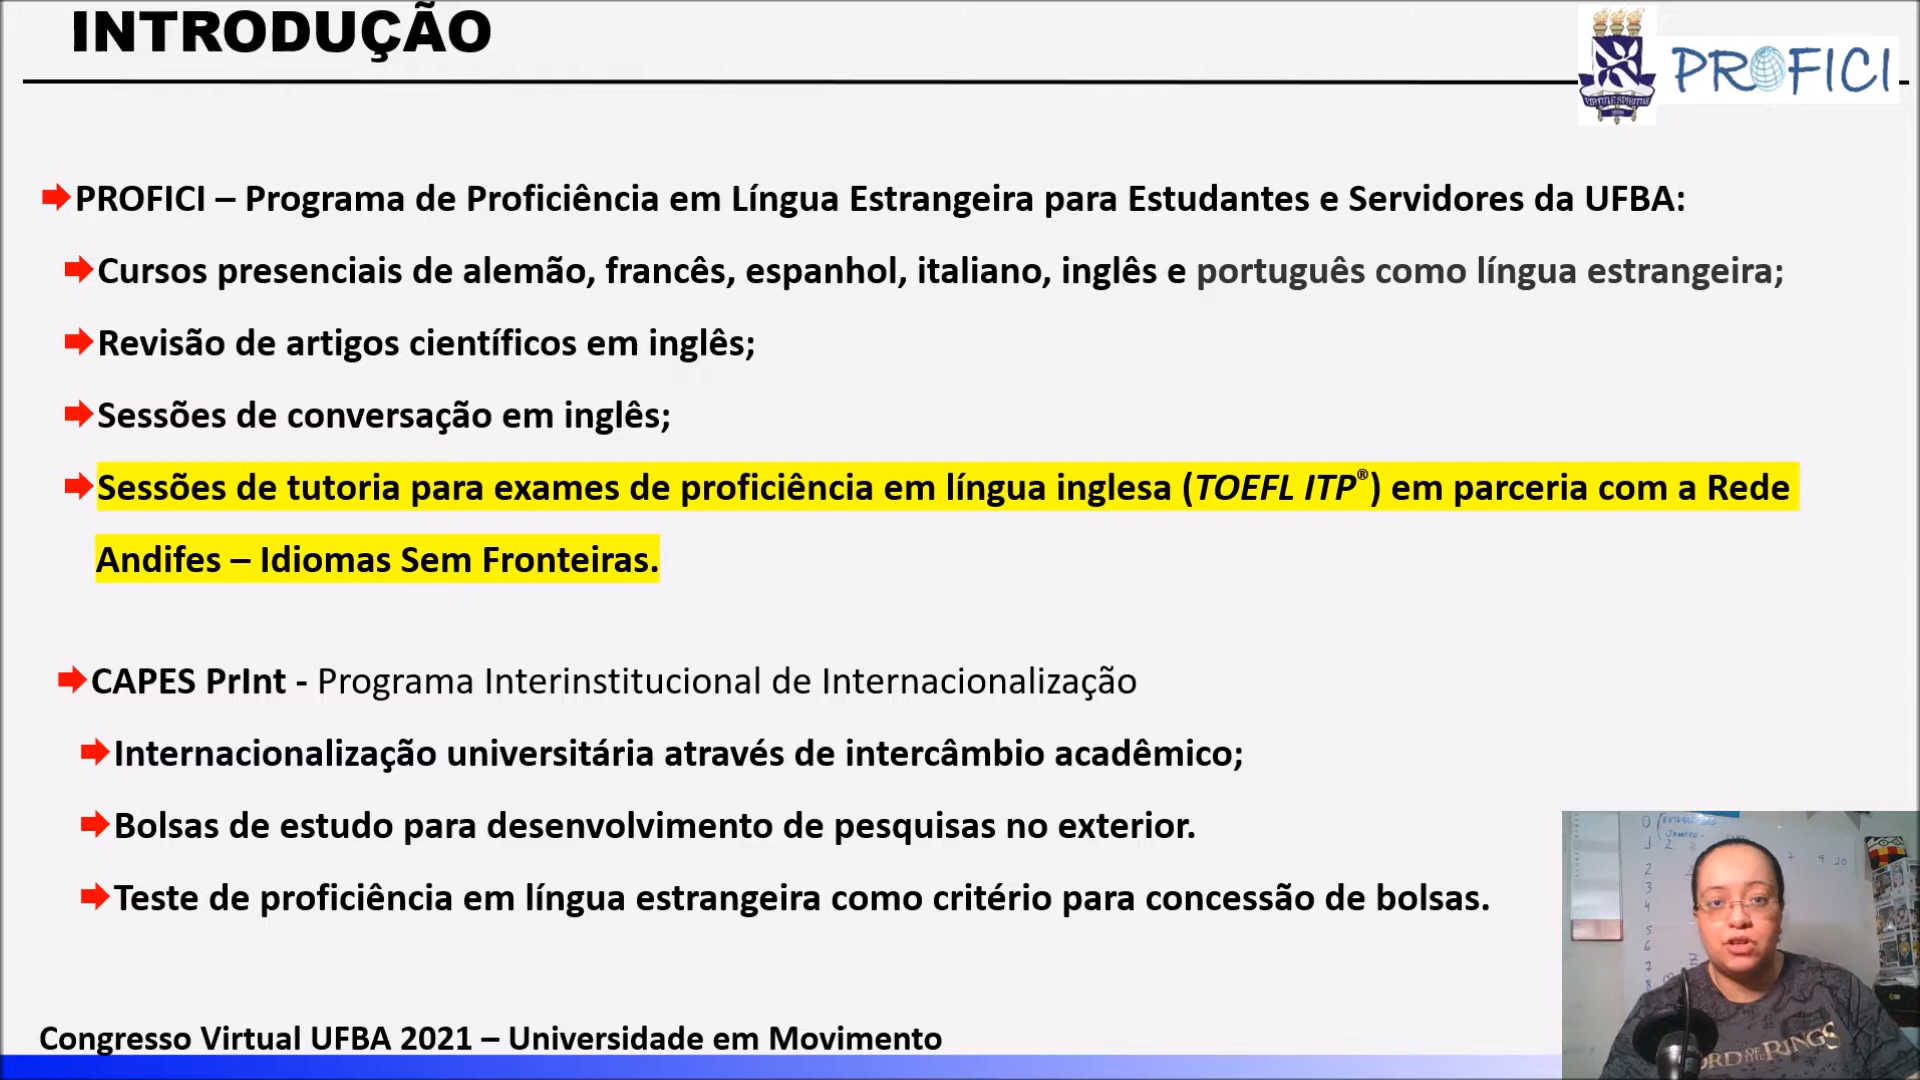 INTRODUÇÃO
PROFICI
PROFICI – Programa de Proficiência em Língua Estrangeira para Estudantes e Servidores da UFBA:
Cursos presenciais de alemão, francês, espanhol, italiano, inglês e português como língua estrangeira;
Revisão de artigos científicos em inglês;
Sessões de conversação em inglês;
Sessões de tutoria para exames de proficiência em língua inglesa (TOEFL ITP®) em parceria com a Rede
Andifes – Idiomas Sem Fronteiras.
CAPES PrInt - Programa Interinstitucional de Internacionalização
Internacionalização universitária através de intercâmbio acadêmico;
Bolsas de estudo para desenvolvimento de pesquisas no exterior.
Teste de proficiência em língua estrangeira como critério para concessão de bolsas.
Congresso Virtual UFBA 2021 – Universidade em Movimento